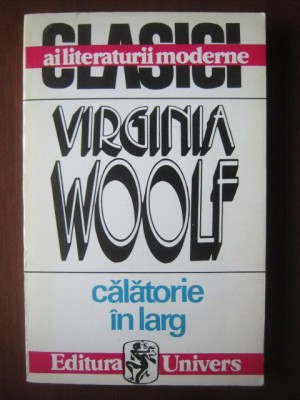 CLASICI
ai literaturii moderne
VIRGINIA
WOOLF
călătorie
în larg
Editura Univers